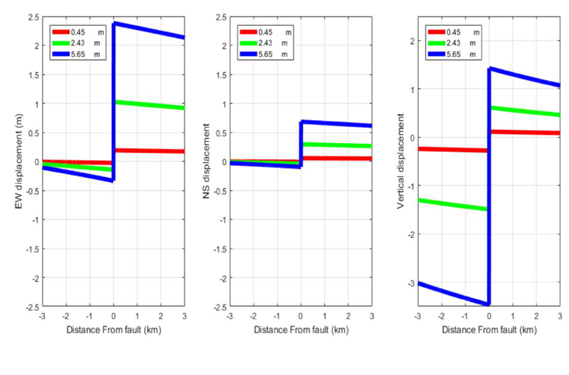 2.5
2
1.5
1
0.5
0
-0.5
-1
-1.5
-2
-2.5
EW displacement (m)
0.45 m
2.43 m
5.65 m
-3 -2 -1 0 1 2 3
Distance From fault (km)
2.5
2
1.5
1
0.5
0
-0.5
-1
-1.5
-2
-2.5
NS displacement
0.45 m
2.43 m
5.65 m
-3 -2 -1 0 1 2 3
Distance From fault (km)
2
1
0
-1
-2
-3
Vertical displacement
0.45 m
2.43 m
5.65 m
-3 -2 -1 0 1 2 3
Distance From fault (km)